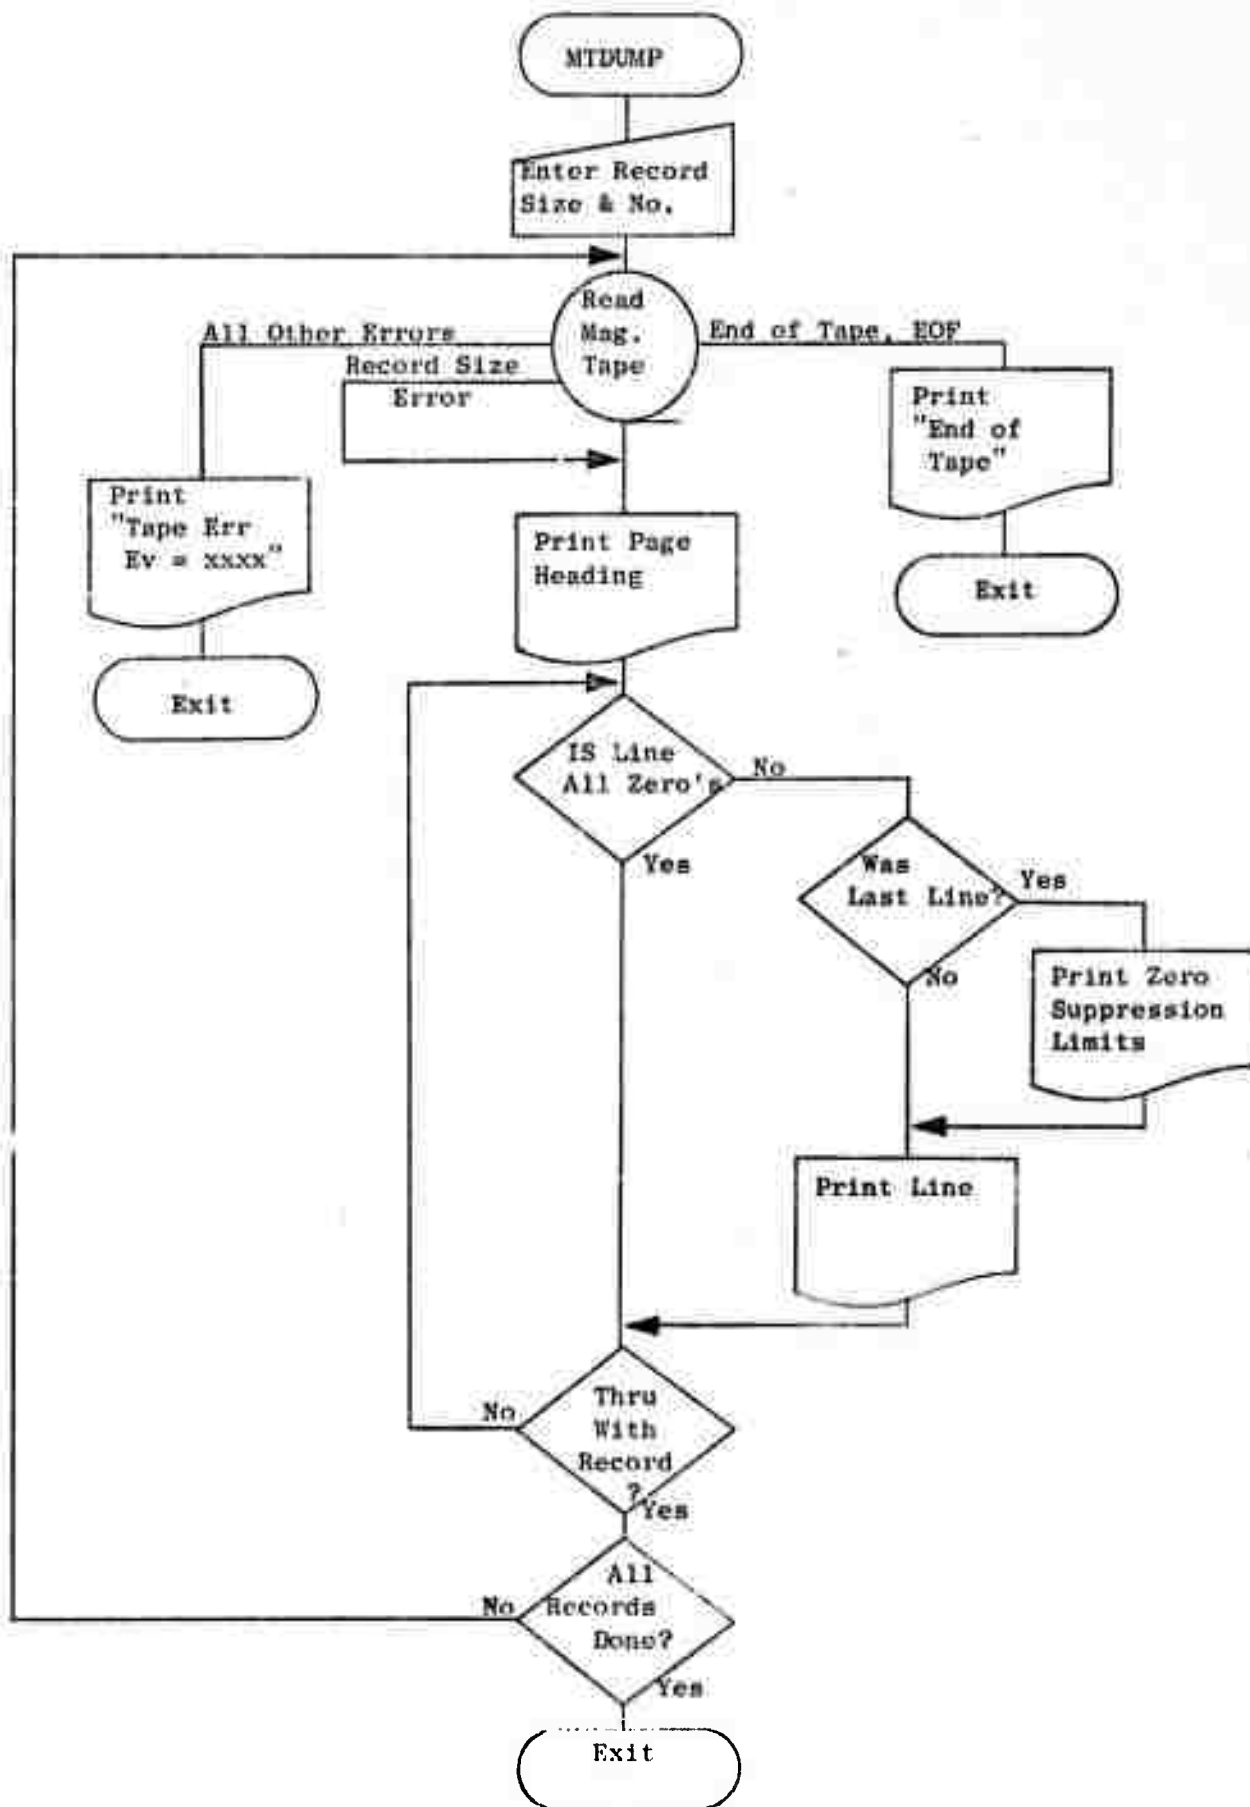 MTDUMP
Enter Record
Size & No.
Read
Mag.
Tape
All Other Errors
Record Size
Error
End of Tape, EOF
Print
"End of
Tape"
Exit
Print
"Tape Err
Ev = xxxx"
Exit
Print Page
Heading
IS Line
All Zero's
No
Yes
Was
Last Line?
Yes
No
Print Zero
Suppression
Limits
Print Line
Thru
With
Record
?
No
Yes
All
Records
Done?
No
Yes
Exit